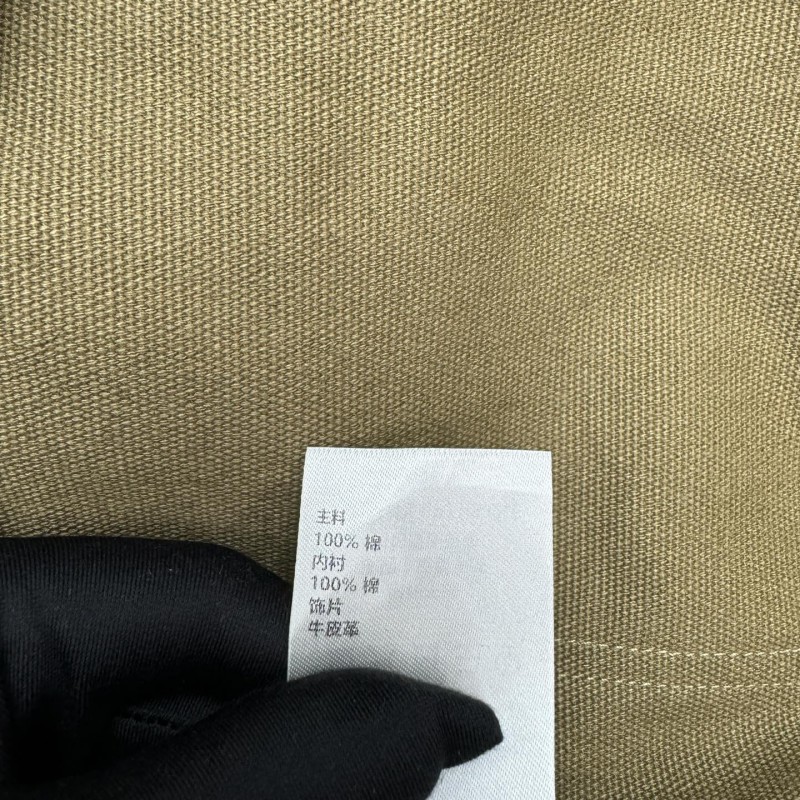 主料
100% 棉
内衬
100% 棉
饰片
牛皮革